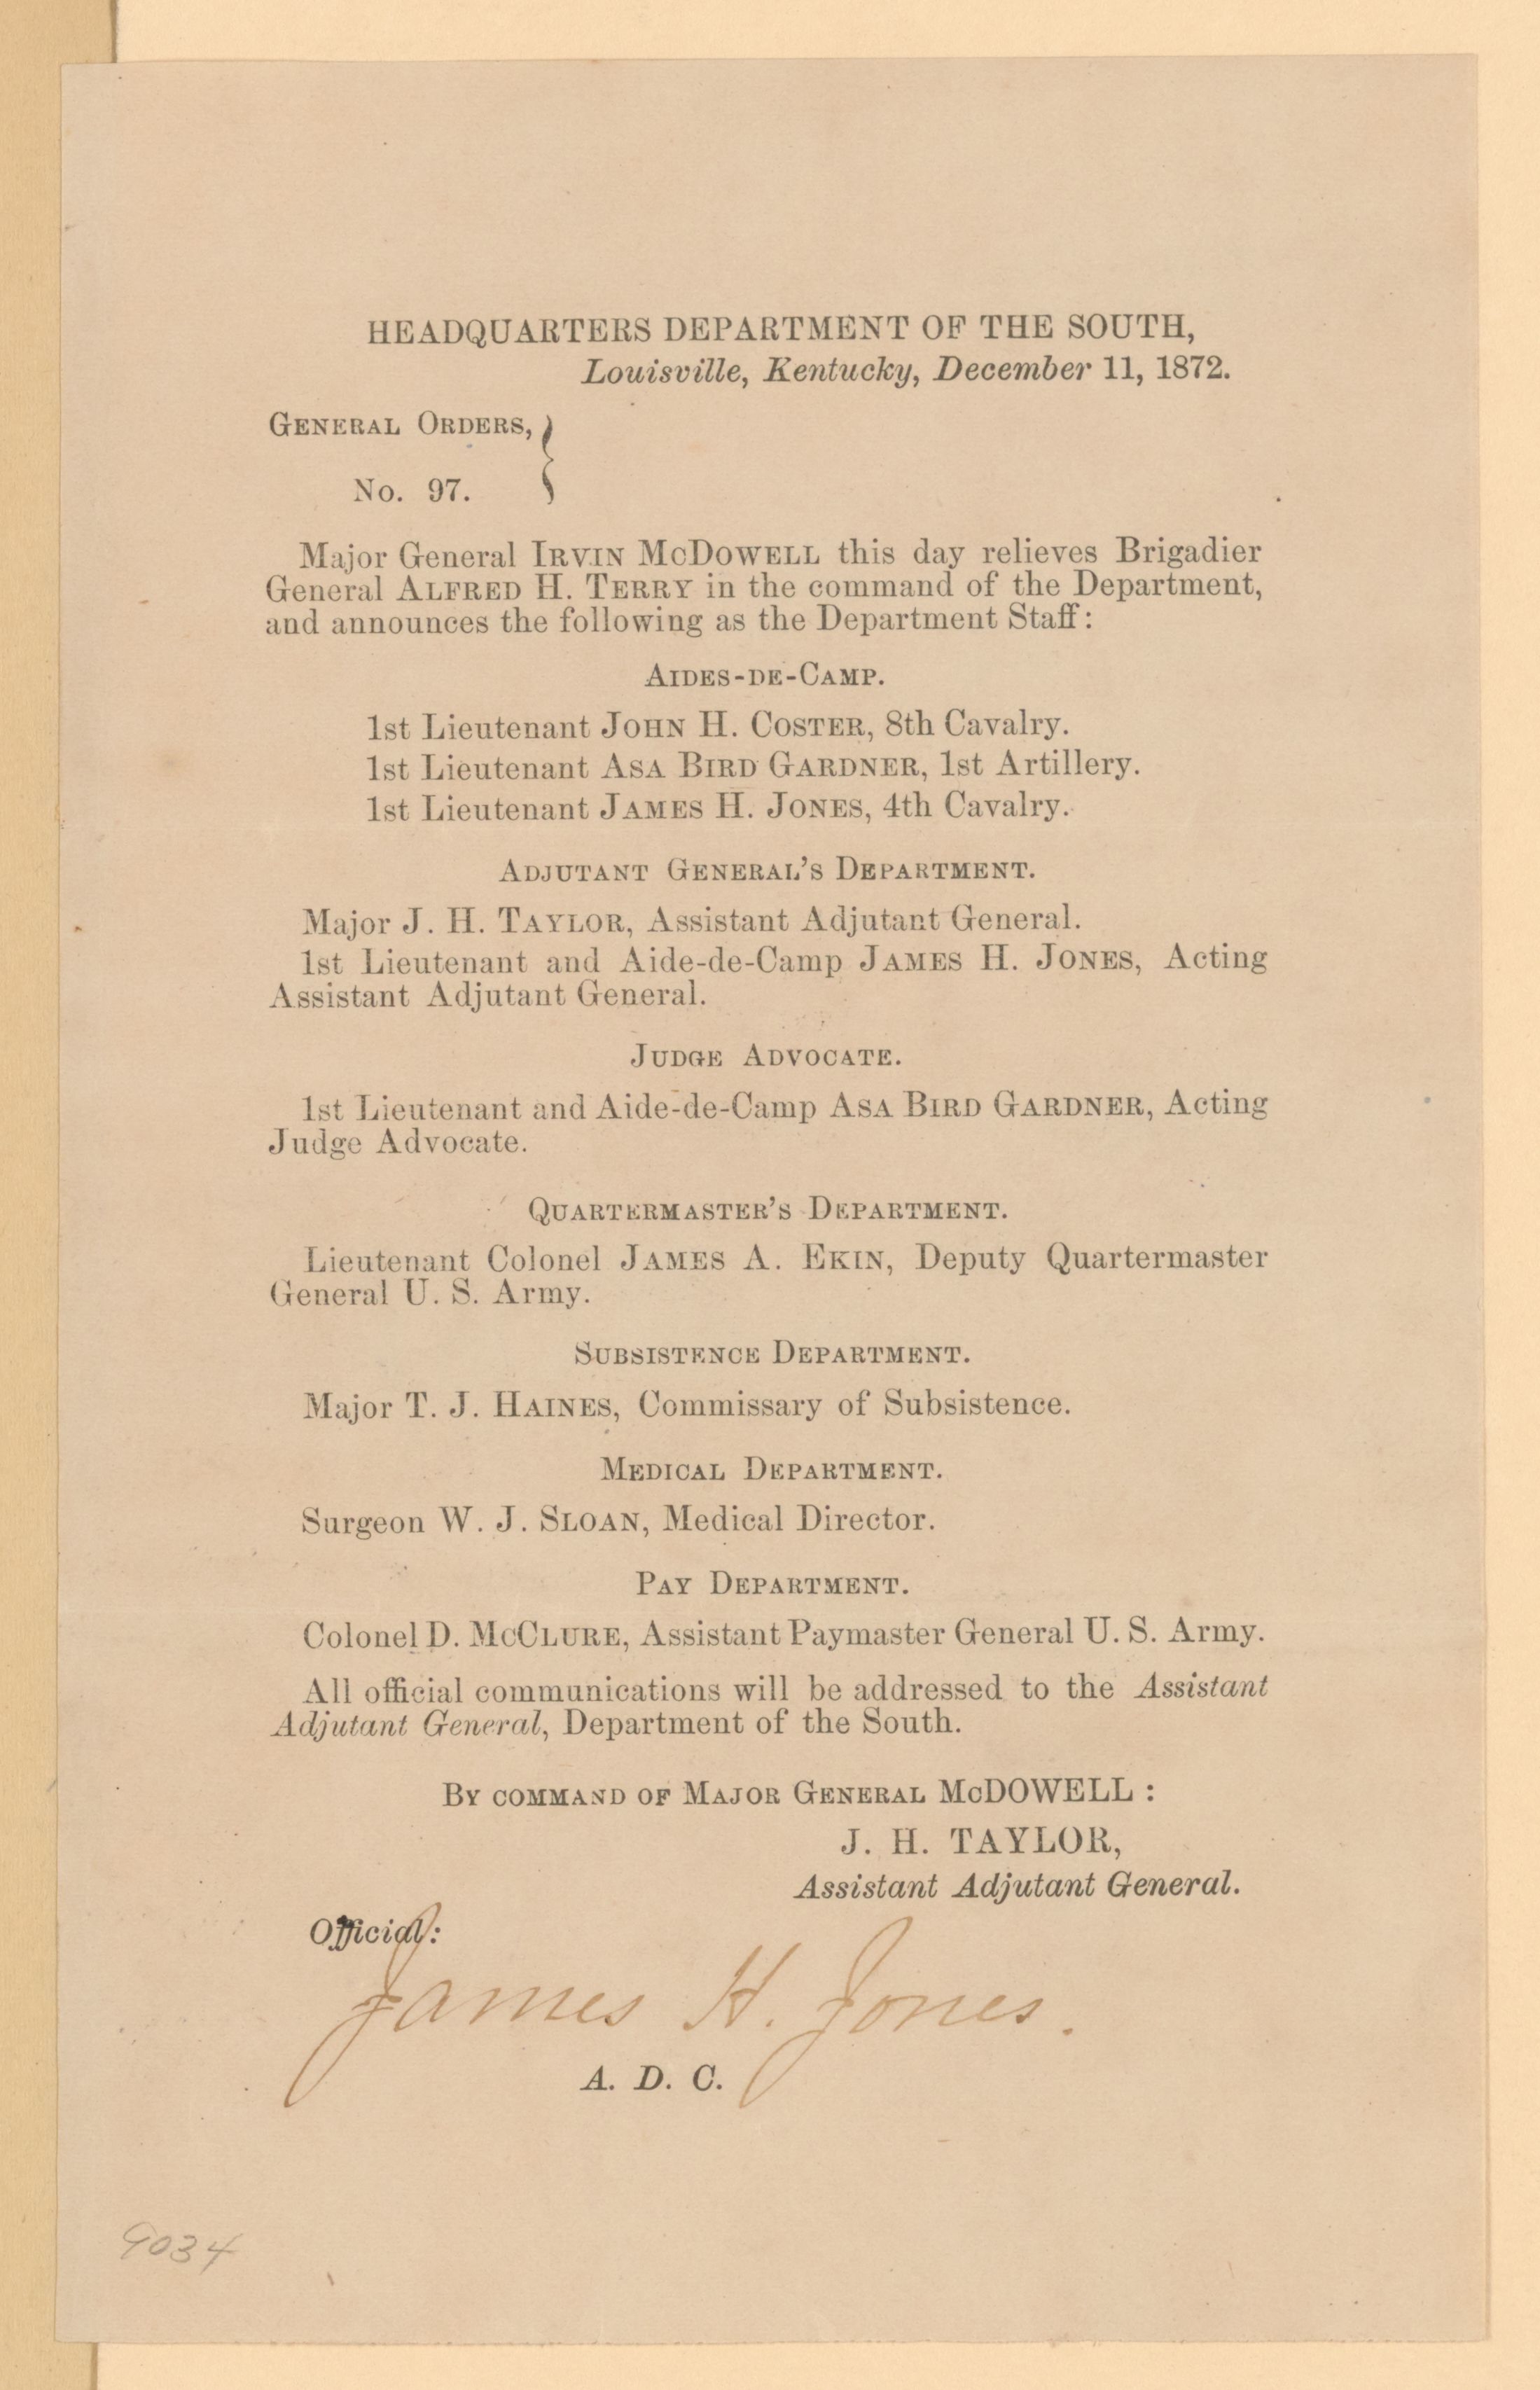 HEADQUARTERS DEPARTMENT OF THE SOUTH,
Louisville, Kentucky, December 11, 1872.
GENERAL ORDERS,
No. 97.
Major General IRVIN McDOWELL this day relieves Brigadier
General ALFRED H. TERRY in the command of the Department,
and announces the following as the Department Staff:
AIDES-DE-CAMP.
1st Lieutenant JOHN H. COSTER, 8th Cavalry.
1st Lieutenant ASA BIRD GARDNER, 1st Artillery.
1st Lieutenant JAMES H. JONES, 4th Cavalry.
ADJUTANT GENERAL'S DEPARTMENT.
Major J. H. TAYLOR, Assistant Adjutant General.
1st Lieutenant and Aide-de-Camp JAMES H. JONES, Acting
Assistant Adjutant General.
JUDGE ADVOCATE.
1st Lieutenant and Aide-de-Camp ASA BIRD GARDNER, Acting
Judge Advocate.
QUARTERMASTER'S DEPARTMENT.
Lieutenant Colonel JAMES A. EKIN, Deputy Quartermaster
General U. S. Army.
SUBSISTENCE DEPARTMENT.
Major T. J. HAINES, Commissary of Subsistence.
MEDICAL DEPARTMENT.
Surgeon W. J. SLOAN, Medical Director.
PAY DEPARTMENT.
Colonel D. McCLURE, Assistant Paymaster General U. S. Army.
All official communications will be addressed to the Assistant
Adjutant General, Department of the South.
BY COMMAND OF MAJOR GENERAL McDOWELL:
J. H. TAYLOR,
Assistant Adjutant General.
Official:
James H. Jones.
A. D. C.
9034